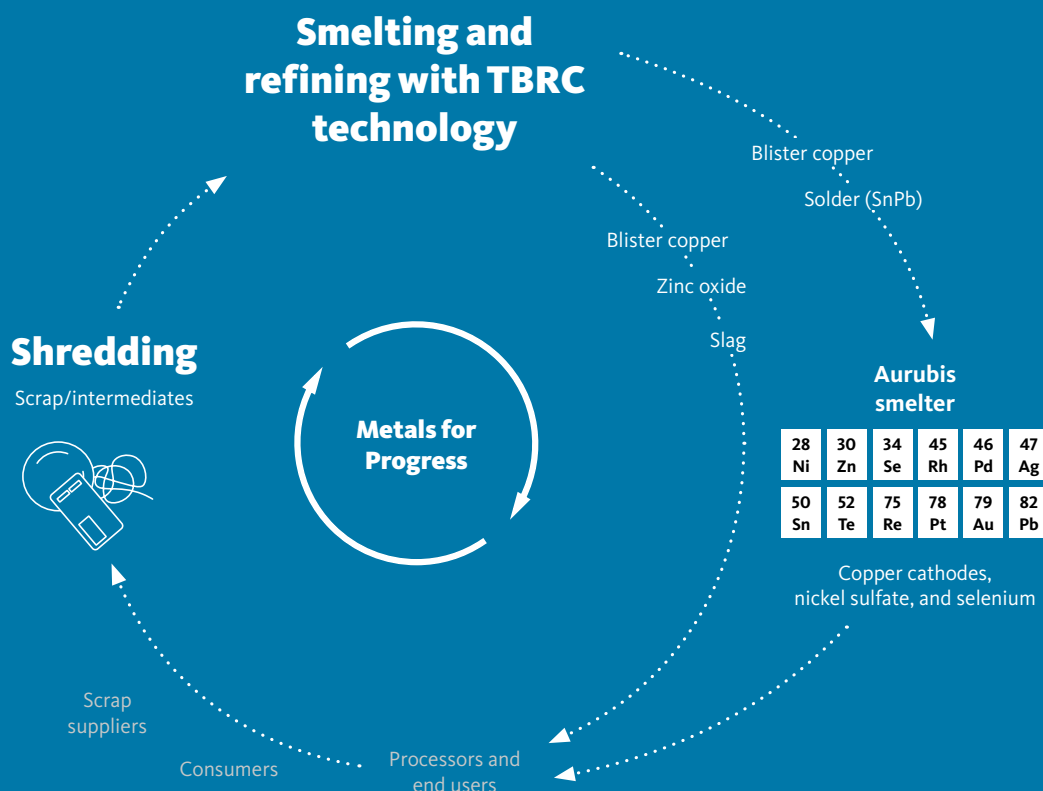 Smelting and
refining with TBRC
technology
Blister copper
Solder (SnPb)
Blister copper
Zinc oxide
Slag
Shredding
Scrap/intermediates
Metals for
Progress
Aurubis
smelter
28 30 34 45 46 47
Ni Zn Se Rh Pd Ag
50 52 75 78 79 82
Sn Te Re Pt Au Pb
Copper cathodes,
nickel sulfate, and selenium
Scrap
suppliers
Consumers
Processors and
end users